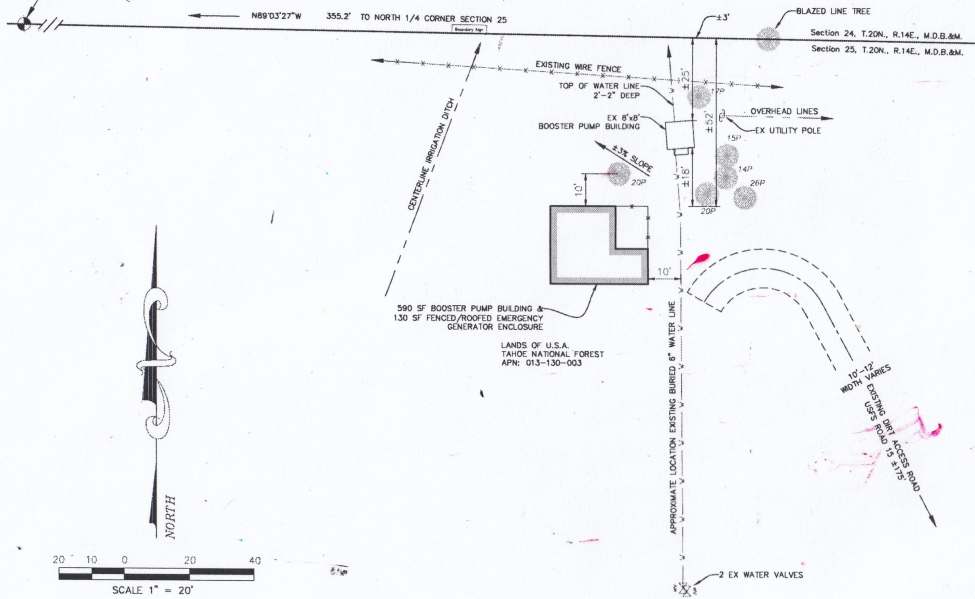 N89°03'27"W 355.2' TO NORTH 1/4 CORNER SECTION 25
±3'
BLAZED LINE TREE
Section 24, T.20N., R.14E., M.D.B.&M.
Section 25, T.20N., R.14E., M.D.B.&M.
EXISTING WIRE FENCE
TOP OF WATER LINE
2'-2" DEEP
±25'
±52'
OVERHEAD LINES
EX UTILITY POLE
EX 8'x8'
BOOSTER PUMP BUILDING
CENTERLINE IRRIGATION DITCH
±3% SLOPE
20P
10'
±18'
15P
14P
26P
20P
10'
590 SF BOOSTER PUMP BUILDING &
130 SF FENCED/ROOFED EMERGENCY
GENERATOR ENCLOSURE
LANDS OF U.S.A.
TAHOE NATIONAL FOREST
APN: 013-130-003
APPROXIMATE LOCATION EXISTING BURIED 6" WATER LINE
10'-12'
WIDTH VARIES
EXISTING DIRT ACCESS ROAD
USFS ROAD 15 ±175'
NORTH
20 10 0 20 40
SCALE 1" = 20'
2 EX WATER VALVES